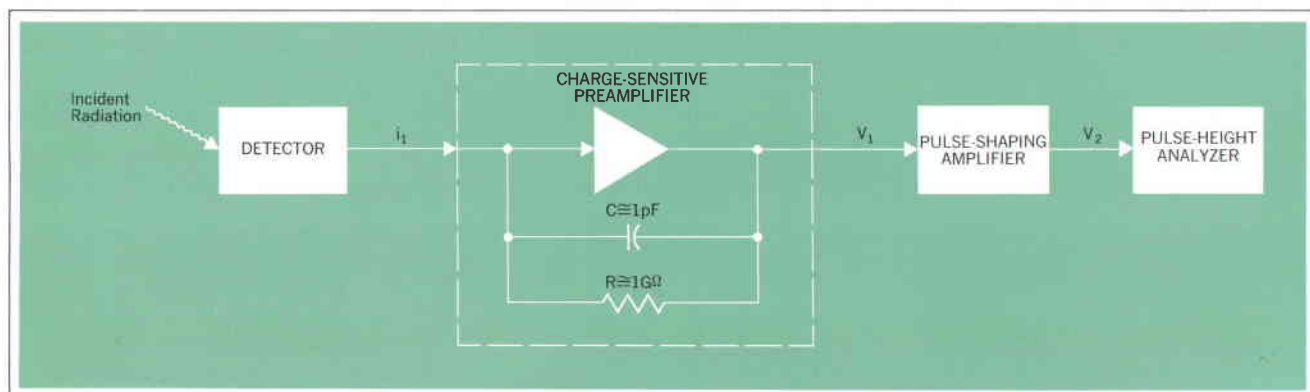 Incident
Radiation
DETECTOR
i₁
CHARGE-SENSITIVE
PREAMPLIFIER
C≅1pF
R≅1GΩ
V₁
PULSE-SHAPING
AMPLIFIER
V₂
PULSE-HEIGHT
ANALYZER